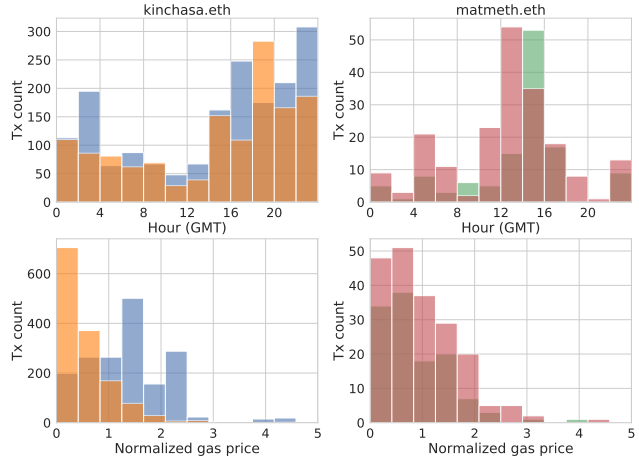 kinchasa.eth
matmeth.eth
Tx count
300
250
200
150
100
50
0
0 4 8 12 16 20 24
Hour (GMT)
Tx count
50
40
30
20
10
0
0 4 8 12 16 20
Hour (GMT)
Tx count
600
400
200
0
0 1 2 3 4 5
Normalized gas price
Tx count
50
40
30
20
10
0
0 1 2 3 4 5
Normalized gas price